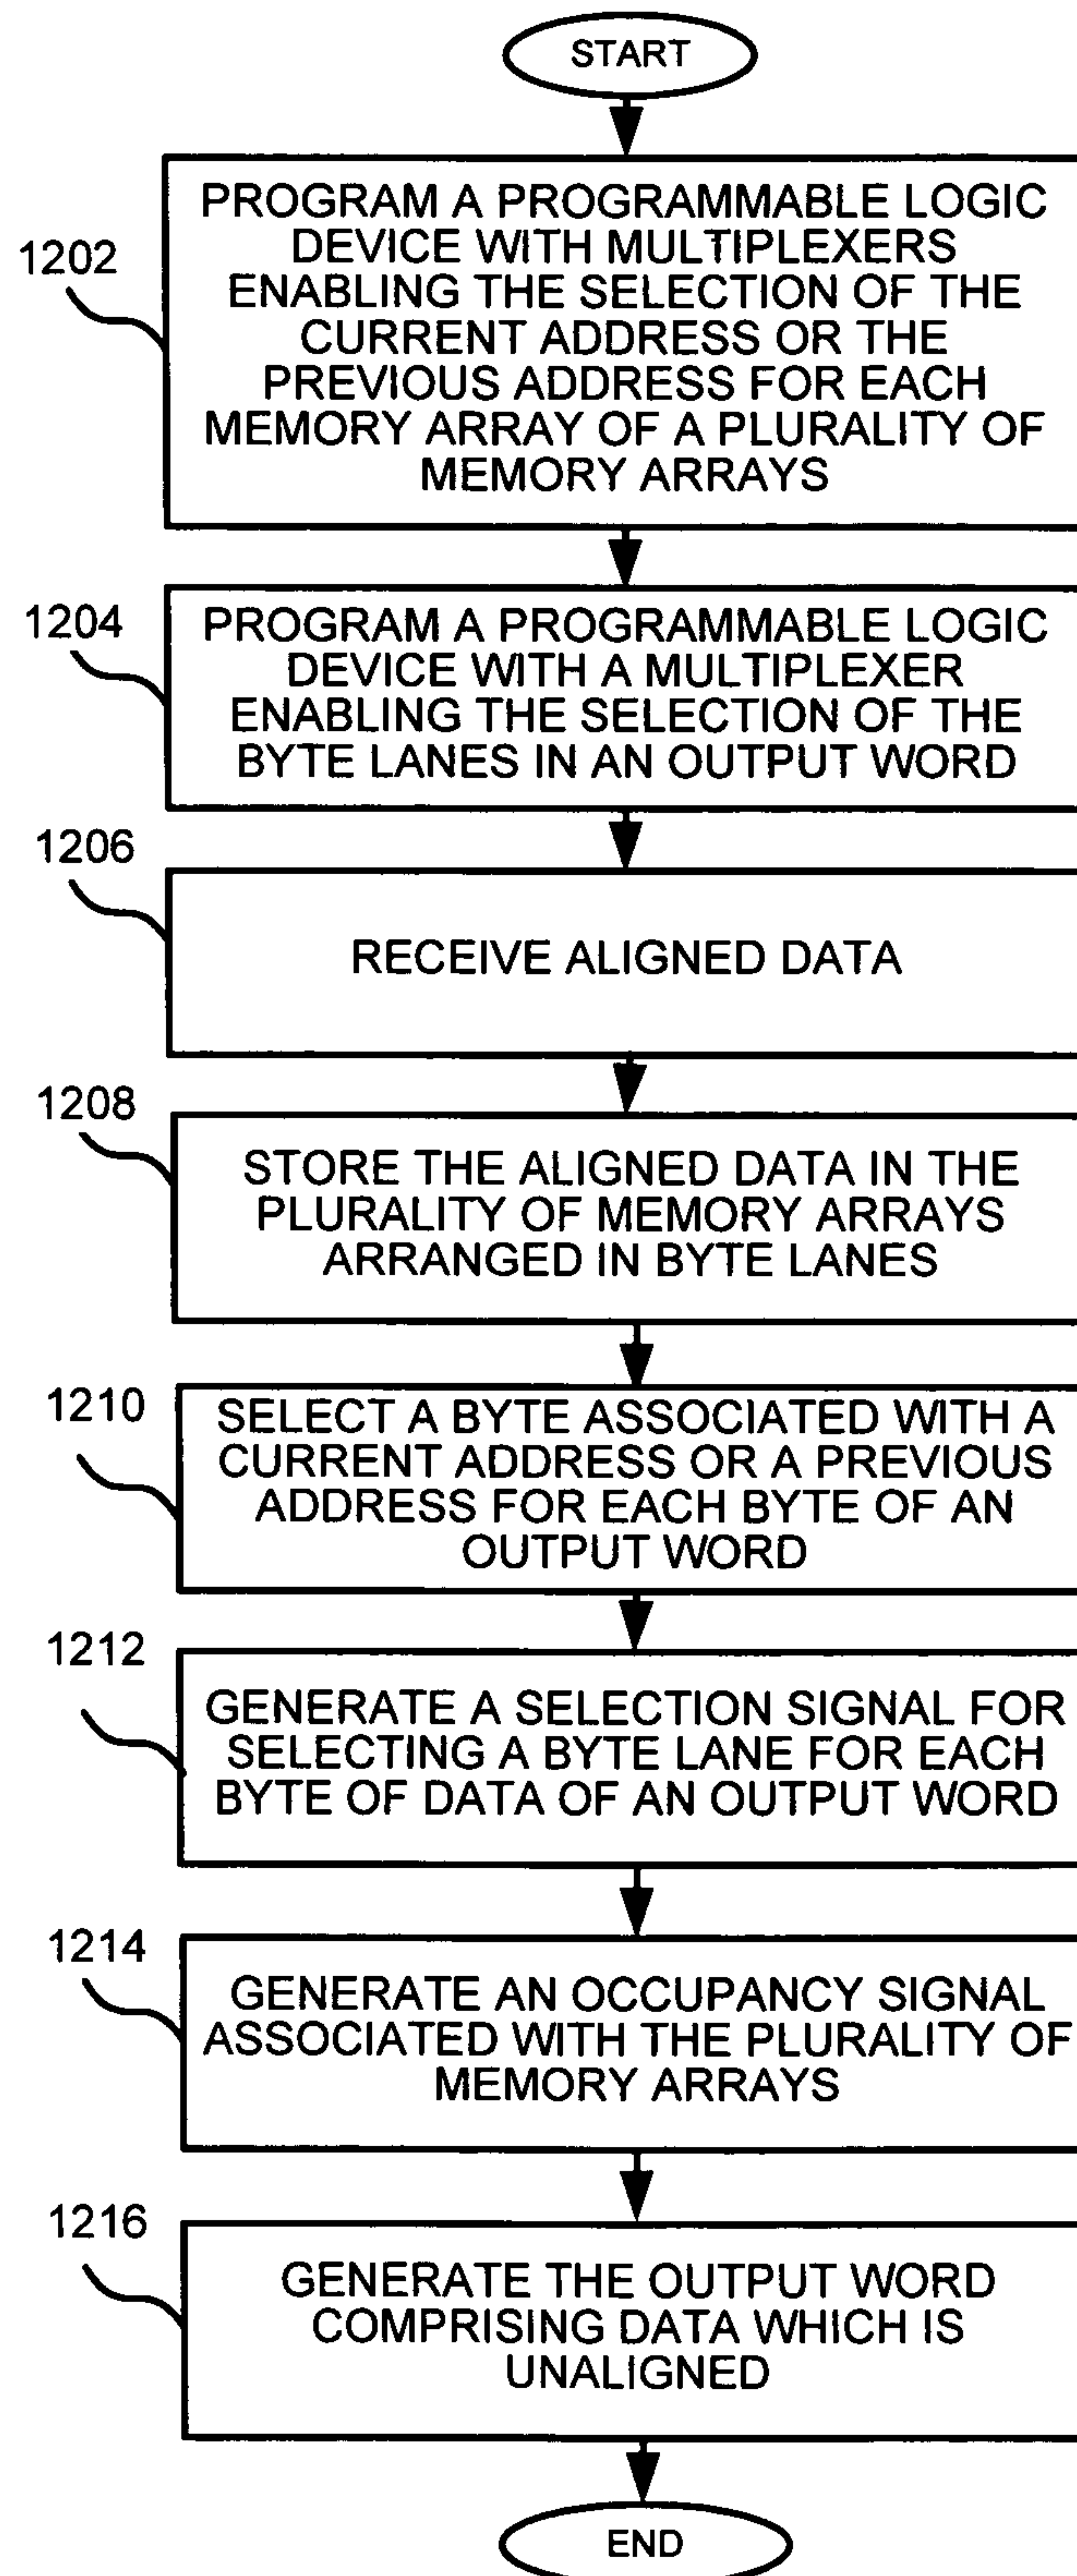 START
1202
PROGRAM A PROGRAMMABLE LOGIC
DEVICE WITH MULTIPLEXERS
ENABLING THE SELECTION OF THE
CURRENT ADDRESS OR THE
PREVIOUS ADDRESS FOR EACH
MEMORY ARRAY OF A PLURALITY OF
MEMORY ARRAYS
1204
PROGRAM A PROGRAMMABLE LOGIC
DEVICE WITH A MULTIPLEXER
ENABLING THE SELECTION OF THE
BYTE LANES IN AN OUTPUT WORD
1206
RECEIVE ALIGNED DATA
1208
STORE THE ALIGNED DATA IN THE
PLURALITY OF MEMORY ARRAYS
ARRANGED IN BYTE LANES
1210
SELECT A BYTE ASSOCIATED WITH A
CURRENT ADDRESS OR A PREVIOUS
ADDRESS FOR EACH BYTE OF AN
OUTPUT WORD
1212
GENERATE A SELECTION SIGNAL FOR
SELECTING A BYTE LANE FOR EACH
BYTE OF DATA OF AN OUTPUT WORD
1214
GENERATE AN OCCUPANCY SIGNAL
ASSOCIATED WITH THE PLURALITY OF
MEMORY ARRAYS
1216
GENERATE THE OUTPUT WORD
COMPRISING DATA WHICH IS
UNALIGNED
END